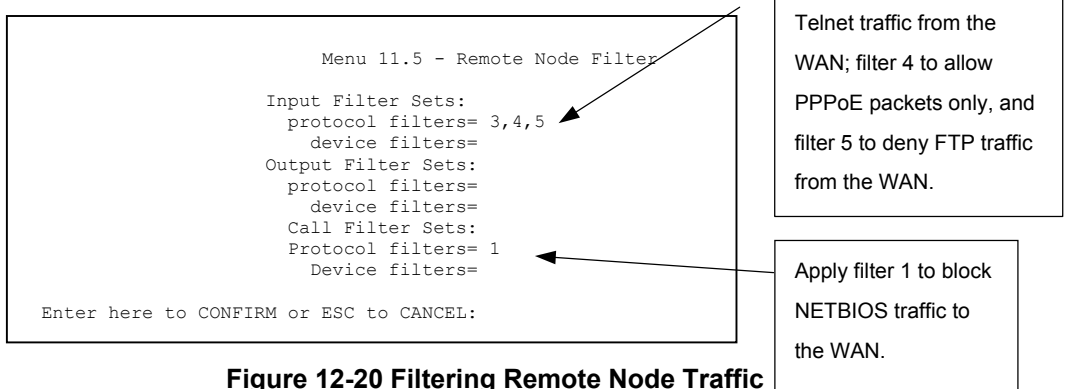 Menu 11.5 - Remote Node Filter
Input Filter Sets:
protocol filters= 3,4,5
device filters=
Output Filter Sets:
protocol filters=
device filters=
Call Filter Sets:
Protocol filters= 1
Device filters=
Enter here to CONFIRM or ESC to CANCEL:
Telnet traffic from the
WAN; filter 4 to allow
PPPoE packets only, and
filter 5 to deny FTP traffic
from the WAN.
Apply filter 1 to block
NETBIOS traffic to
the WAN.
Figure 12-20 Filtering Remote Node Traffic